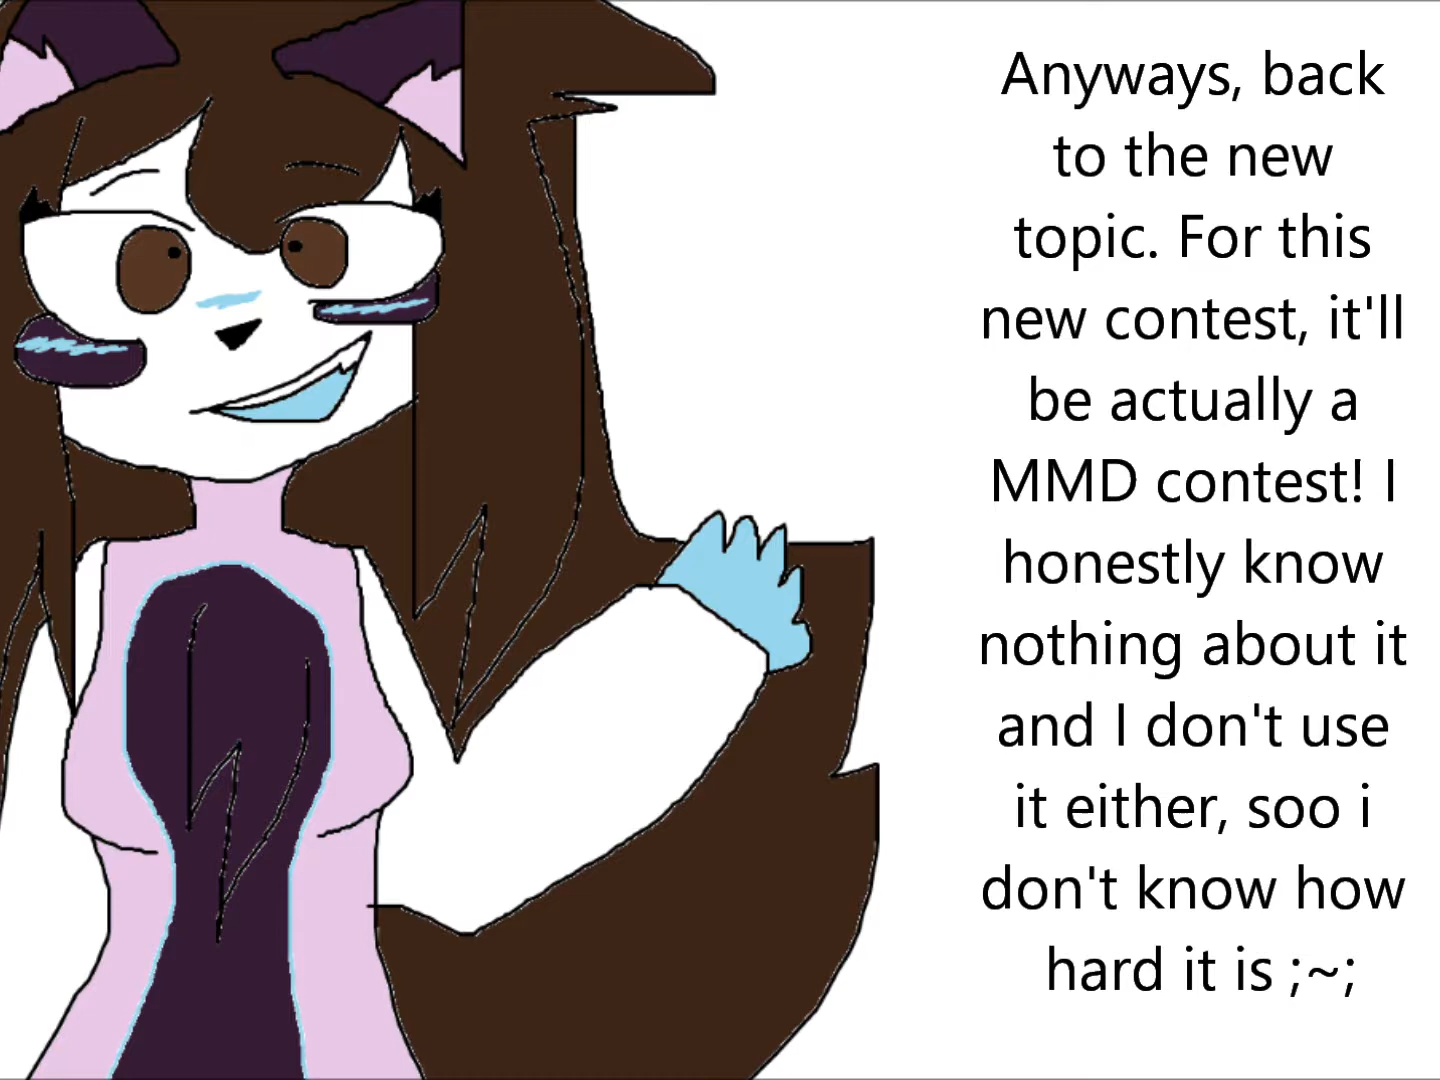 Anyways, back
to the new
topic. For this
new contest, it'll
be actually a
MMD contest! I
honestly know
nothing about it
and I don't use
it either, soo i
don't know how
hard it is ;~;